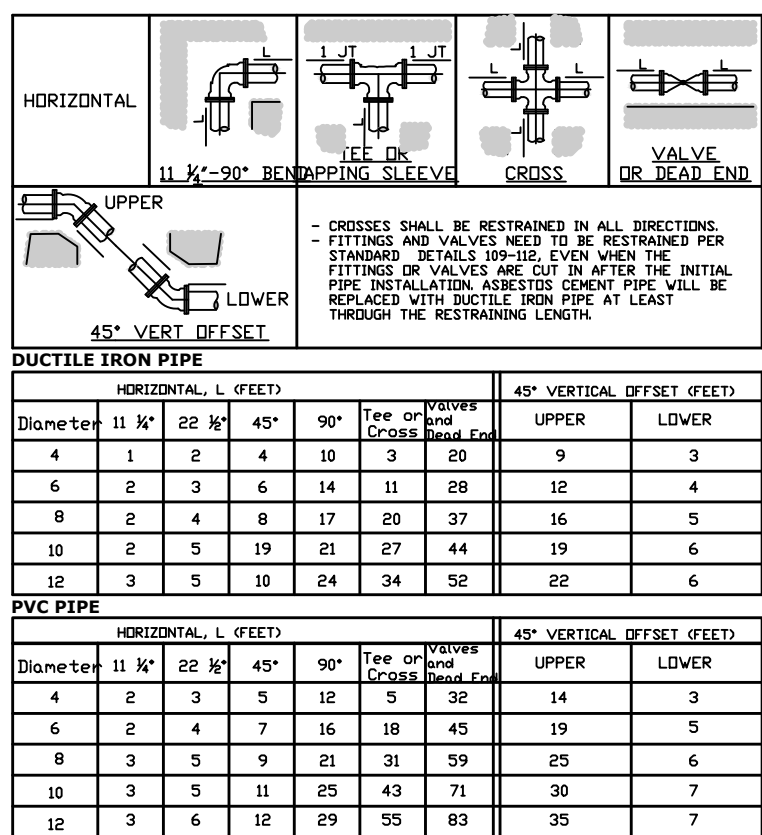 HORIZONTAL
L
L
11 ¼°-90° BEND
1 JT
1 JT
L
TEE OR
TAPPING SLEEVE
L
L
L
L
CROSS
L
L
VALVE
OR DEAD END
UPPER
LOWER
45° VERT OFFSET
- CROSSES SHALL BE RESTRAINED IN ALL DIRECTIONS.
- FITTINGS AND VALVES NEED TO BE RESTRAINED PER
STANDARD DETAILS 109-112, EVEN WHEN THE
FITTINGS OR VALVES ARE CUT IN AFTER THE INITIAL
PIPE INSTALLATION. ASBESTOS CEMENT PIPE WILL BE
REPLACED WITH DUCTILE IRON PIPE AT LEAST
THROUGH THE RESTRAINING LENGTH.
DUCTILE IRON PIPE
HORIZONTAL, L (FEET) 45° VERTICAL OFFSET (FEET)
Diameter 11 ¼° 22 ½° 45° 90° Tee or Cross Valves and Dead End UPPER LOWER
4 1 2 4 10 3 20 9 3
6 2 3 6 14 11 28 12 4
8 2 4 8 17 20 37 16 5
10 2 5 19 21 27 44 19 6
12 3 5 10 24 34 52 22 6
PVC PIPE
HORIZONTAL, L (FEET) 45° VERTICAL OFFSET (FEET)
Diameter 11 ¼° 22 ½° 45° 90° Tee or Cross Valves and Dead End UPPER LOWER
4 2 3 5 12 5 32 14 3
6 2 4 7 16 18 45 19 5
8 3 5 9 21 31 59 25 6
10 3 5 11 25 43 71 30 7
12 3 6 12 29 55 83 35 7